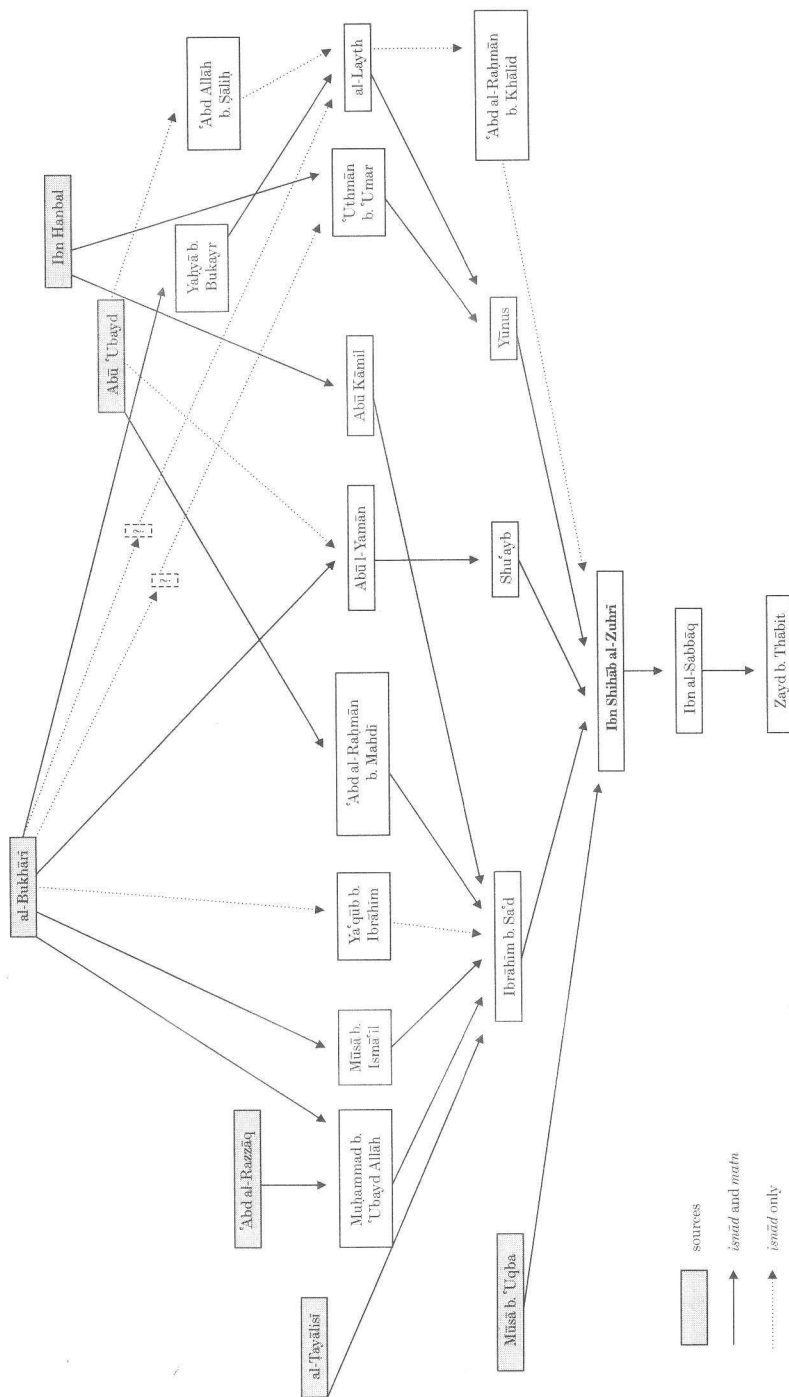 al-Bukhārī
Ibn Hanbal
Abū ʿUbayd
?
?
Yaḥyā b.
Bukayr
ʿAbd Allāh
b. Ṣāliḥ
ʿAbd al-Razzāq
al-Ṭayālisī
Muḥammad b.
ʿUbayd Allāh
Mūsā b.
Ismāʿīl
Yaʿqūb b.
Ibrāhīm
ʿAbd al-Raḥmān
b. Mahdī
Abū l-Yamān
Abū Kāmil
ʿUthmān
b. ʿUmar
al-Layth
Mūsā b. ʿUqba
Ibrāhīm b. Saʿd
Shuʿayb
Yūnus
ʿAbd al-Raḥmān
b. Khālid
Ibn Shihāb al-Zuhrī
Ibn al-Sabbāq
Zayd b. Thābit
sources
isnād and matn
isnād only